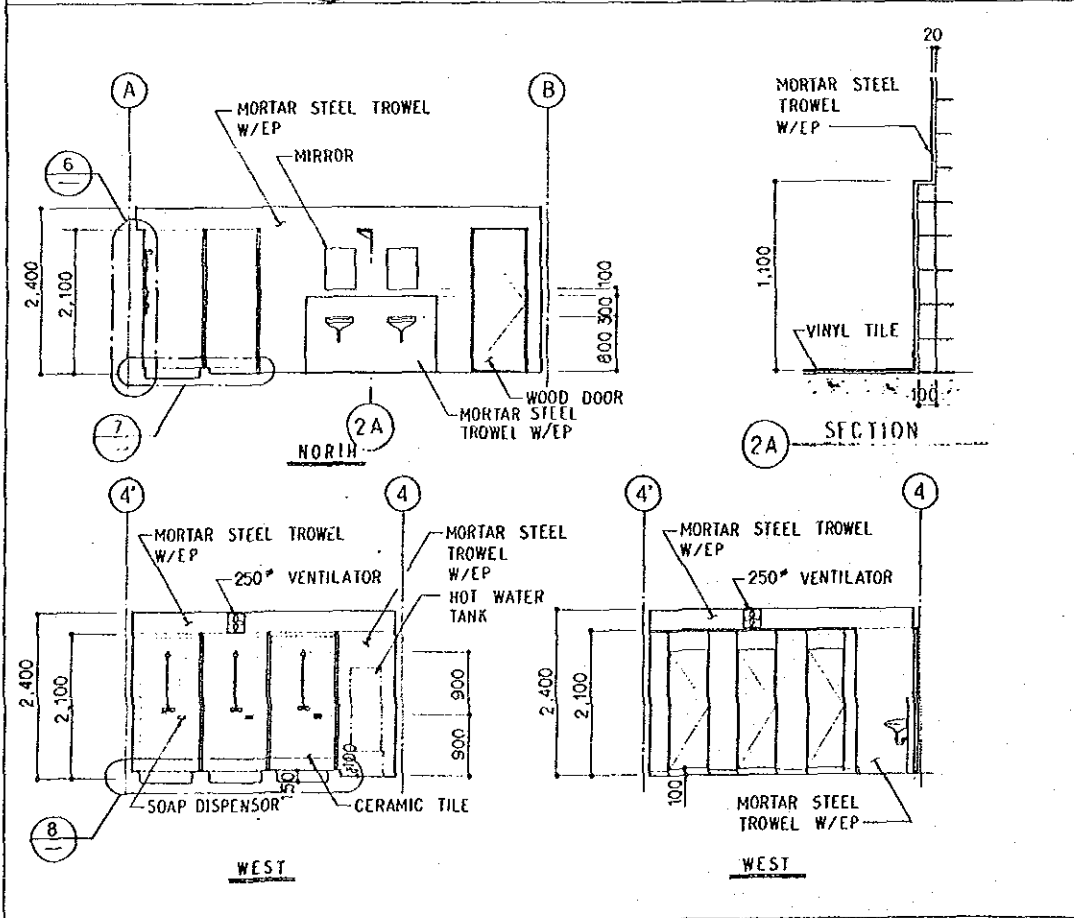 A
B
MORTAR STEEL TROWEL
W/EP
MIRROR
6
2,400
2,100
100
300
800
WOOD DOOR
MORTAR STEEL
TROWEL W/EP
7
2A
NORTH
20
MORTAR STEEL
TROWEL
W/EP
1,100
VINYL TILE
100
2A
SECTION
4'
4
MORTAR STEEL TROWEL
W/EP
250ø VENTILATOR
MORTAR STEEL
TROWEL
W/EP
HOT WATER
TANK
2,400
2,100
900
900
100
150
SOAP DISPENSOR
CERAMIC TILE
8
WEST
4'
4
MORTAR STEEL TROWEL
W/EP
250ø VENTILATOR
2,400
2,100
100
MORTAR STEEL
TROWEL W/EP
WEST